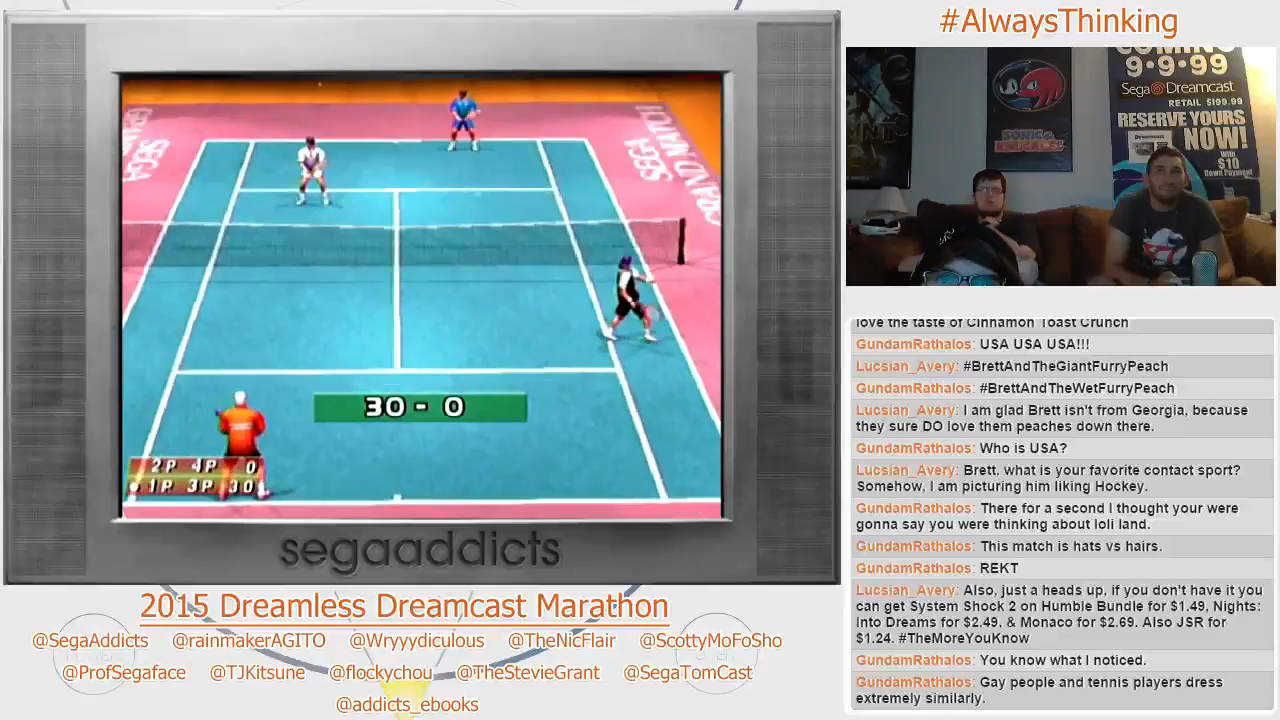 #AlwaysThinking
COMING
9·9·99
Sega Dreamcast
RETAIL $199.99
RESERVE YOURS
NOW!
WITH
$10
Down Payment
SONIC &
KNUCKLES
SEGA
GRAND MATCH
SEGA
30 - 0
2P 4P 0
1P 3P 30
segaaddicts
love the taste of Cinnamon Toast Crunch
GundamRathalos: USA USA USA!!!
Lucsian_Avery: #BrettAndTheGiantFurryPeach
GundamRathalos: #BrettAndTheWetFurryPeach
Lucsian_Avery: I am glad Brett isn't from Georgia, because
they sure DO love them peaches down there.
GundamRathalos: Who is USA?
Lucsian_Avery: Brett, what is your favorite contact sport?
Somehow, I am picturing him liking Hockey.
GundamRathalos: There for a second I thought your were
gonna say you were thinking about loli land.
GundamRathalos: This match is hats vs hairs.
GundamRathalos: REKT
Lucsian_Avery: Also, just a heads up, if you don't have it you
can get System Shock 2 on Humble Bundle for $1.49, Nights:
Into Dreams for $2.49, & Monaco for $2.69. Also JSR for
$1.24. #TheMoreYouKnow
GundamRathalos: You know what I noticed.
GundamRathalos: Gay people and tennis players dress
extremely similarly.
2015 Dreamless Dreamcast Marathon
@SegaAddicts @rainmakerAGITO @Wryyydiculous @TheNicFlair @ScottyMoFoSho
@ProfSegaface @TJKitsune @flockychou @TheStevieGrant @SegaTomCast
@addicts_ebooks